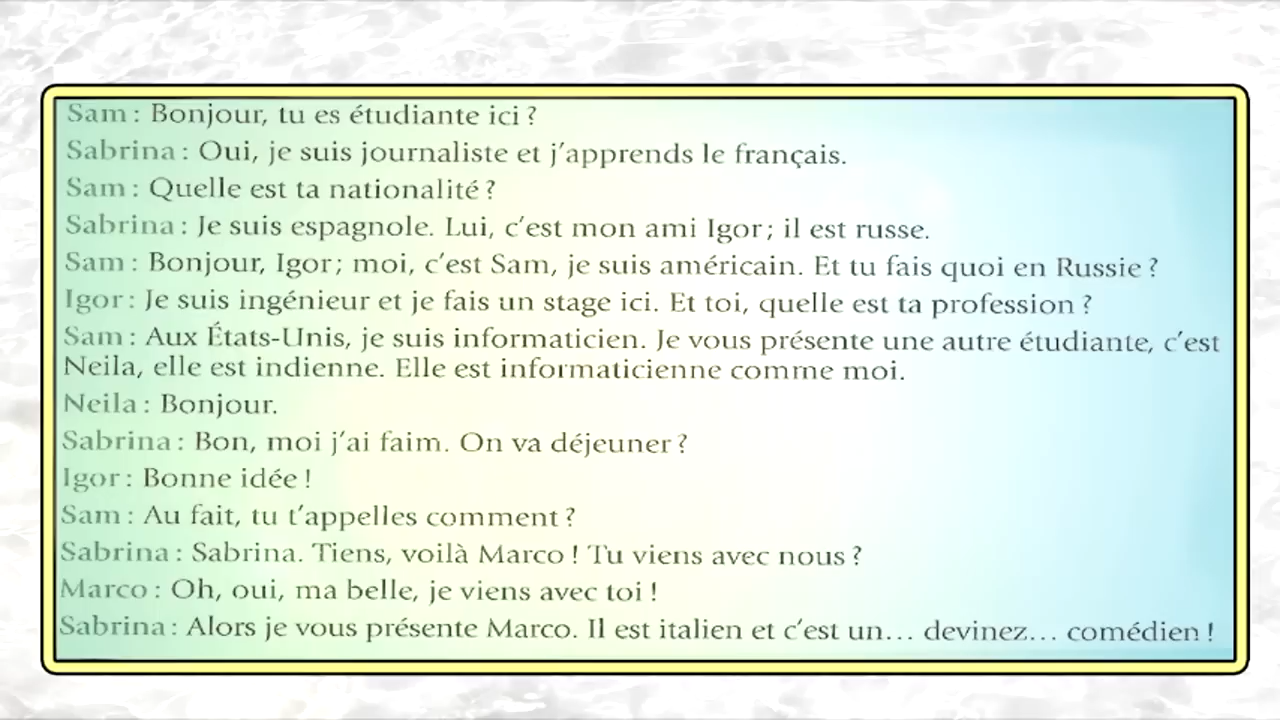 Sam : Bonjour, tu es étudiante ici ?
Sabrina : Oui, je suis journaliste et j’apprends le français.
Sam : Quelle est ta nationalité ?
Sabrina : Je suis espagnole. Lui, c’est mon ami Igor ; il est russe.
Sam : Bonjour, Igor ; moi, c’est Sam, je suis américain. Et tu fais quoi en Russie ?
Igor : Je suis ingénieur et je fais un stage ici. Et toi, quelle est ta profession ?
Sam : Aux États-Unis, je suis informaticien. Je vous présente une autre étudiante, c’est
Neila, elle est indienne. Elle est informaticienne comme moi.
Neila : Bonjour.
Sabrina : Bon, moi j’ai faim. On va déjeuner ?
Igor : Bonne idée !
Sam : Au fait, tu t’appelles comment ?
Sabrina : Sabrina. Tiens, voilà Marco ! Tu viens avec nous ?
Marco : Oh, oui, ma belle, je viens avec toi !
Sabrina : Alors je vous présente Marco. Il est italien et c’est un… devinez… comédien !